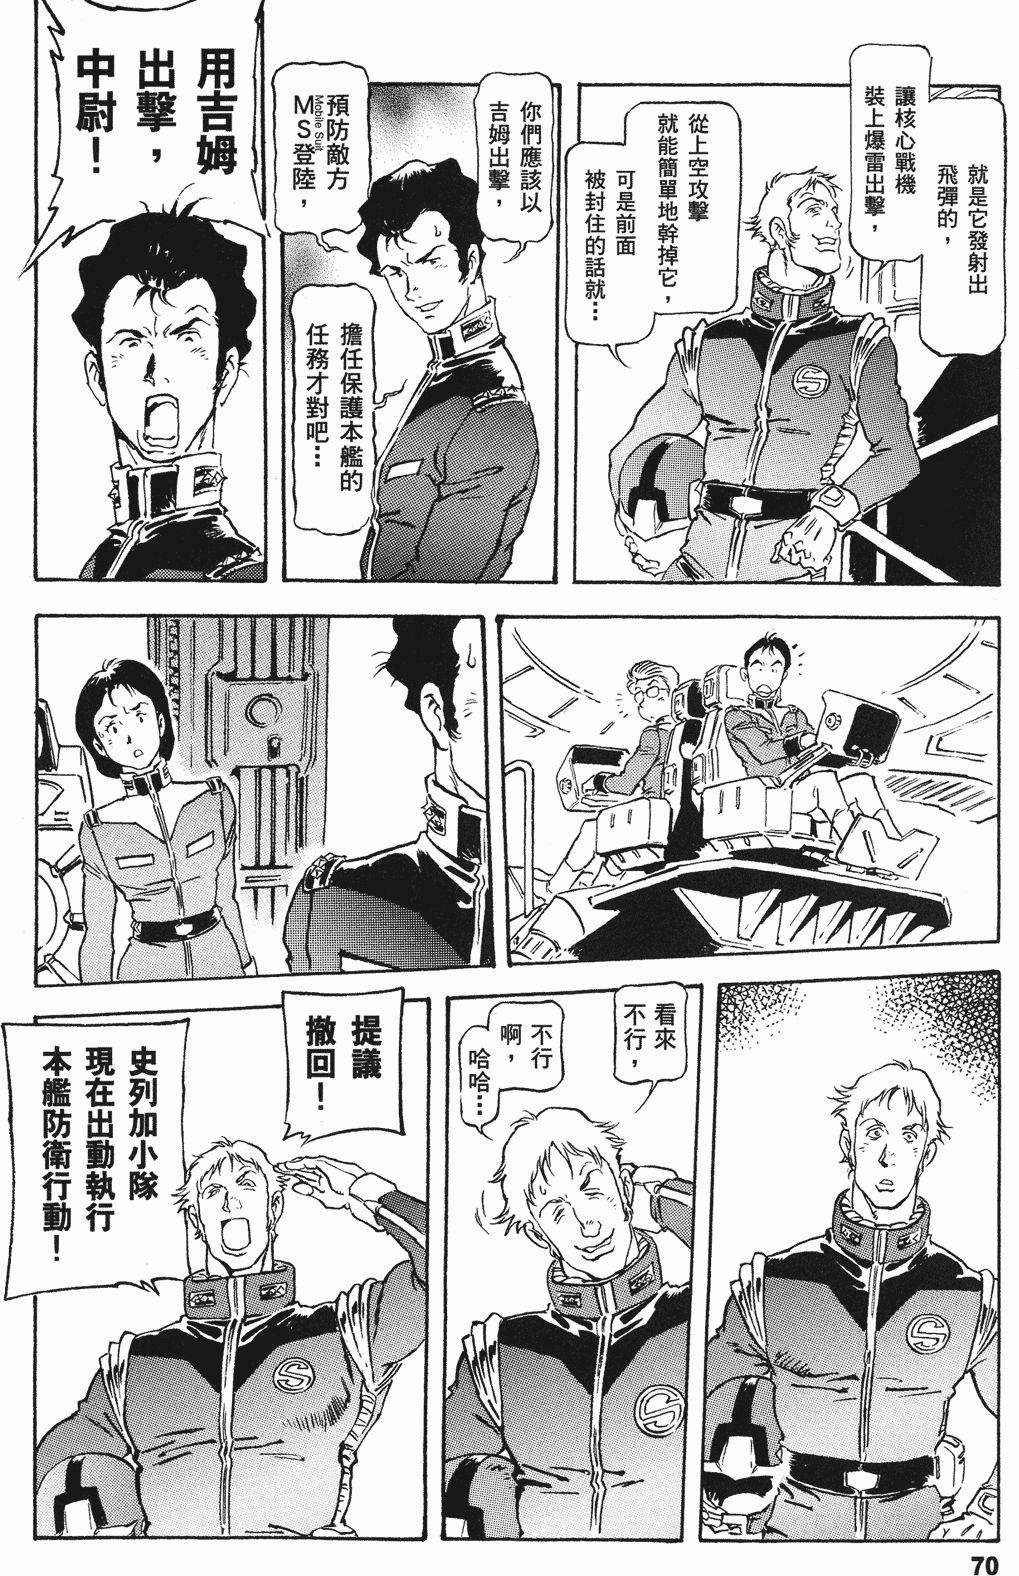 就是它發射出
飛彈的，
讓核心戰機
裝上爆雷出擊，
從上空攻擊
就能簡單地幹掉它，
可是前面
被封住的話就…
你們應該以
吉姆出擊，
預防敵方
Mobile Suit
MS登陸，
擔任保護本艦的
任務才對吧…
用吉姆
出擊，
中尉！
看來
不行，
不行
啊，
哈哈…
提議
撤回！
史列加小隊
現在出動執行
本艦防衛行動！
S
S
S
S
70